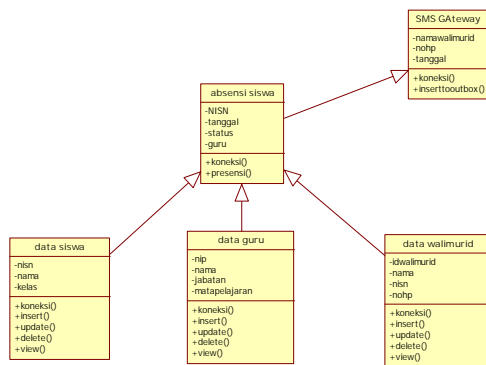 SMS GAteway
-namawalimurid
-nohp
-tanggal
+koneksi()
+inserttooutbox()
absensi siswa
-NISN
-tanggal
-status
-guru
+koneksi()
+presensi()
data siswa
-nisn
-nama
-kelas
+koneksi()
+insert()
+update()
+delete()
+view()
data guru
-nip
-nama
-jabatan
-matapelajaran
+koneksi()
+insert()
+update()
+delete()
+view()
data walimurid
-idwalimurid
-nama
-nisn
-nohp
+koneksi()
+insert()
+update()
+delete()
+view()